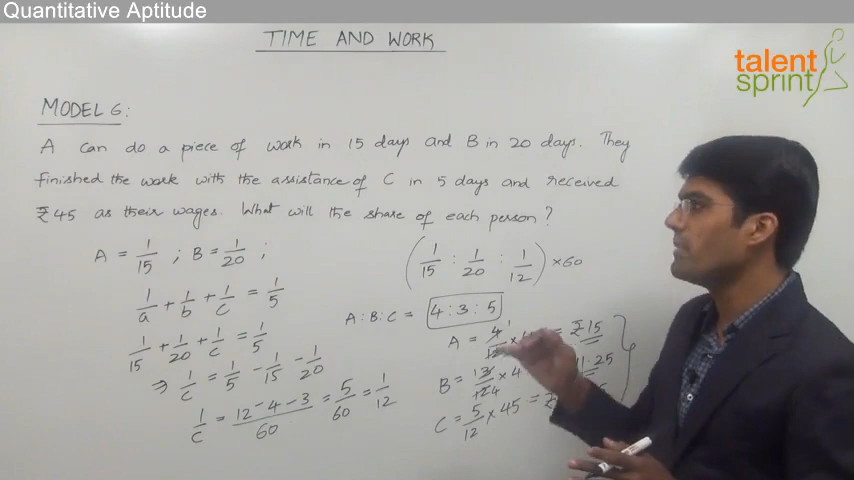 Quantitative Aptitude
TIME AND WORK
talent
sprint
MODEL 6:
A can do a piece of work in 15 days and B in 20 days. They
finished the work with the assistance of C in 5 days and received
₹45 as their wages. What will the share of each person?
A = 1/15 ; B = 1/20 ;
1/a + 1/b + 1/c = 1/5
1/15 + 1/20 + 1/c = 1/5
⇒ 1/c = 1/5 - 1/15 - 1/20
1/c = 12-4-3/60 = 5/60 = 1/12
(1/15 : 1/20 : 1/12) × 60
A:B:C = 4:3:5
A = 4/12 × = ₹15
B = 3/12 × 4 .25
C = 5/12 × 45 = ₹